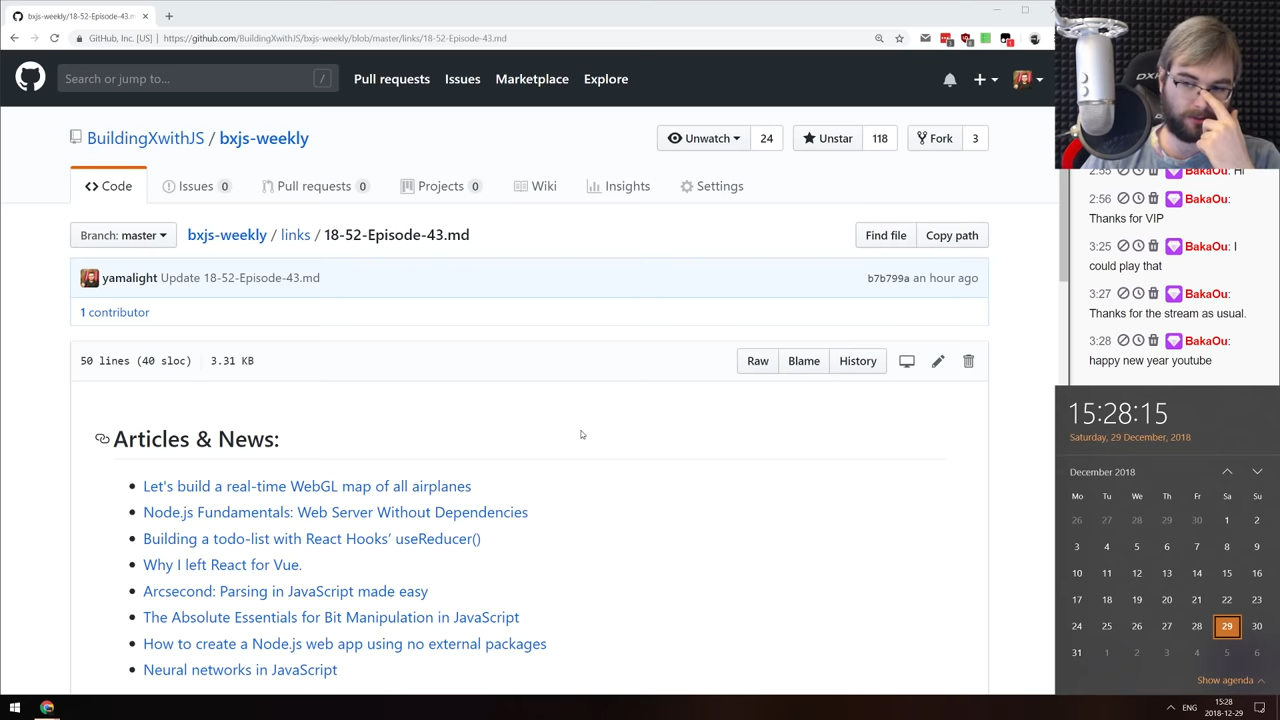 bxjs-weekly/18-52-Episode-43.m
GitHub, Inc. [US] | https://github.com/BuildingXwithJS/bxjs-weekly/blob/master/links/18-52-Episode-43.md
Search or jump to... /
Pull requests Issues Marketplace Explore
BuildingXwithJS / bxjs-weekly
Unwatch 24 Unstar 118 Fork 3
Code Issues 0 Pull requests 0 Projects 0 Wiki Insights Settings
Branch: master bxjs-weekly / links / 18-52-Episode-43.md Find file Copy path
yamalight Update 18-52-Episode-43.md b7b799a an hour ago
1 contributor
50 lines (40 sloc) 3.31 KB Raw Blame History
Articles & News:
Let's build a real-time WebGL map of all airplanes
Node.js Fundamentals: Web Server Without Dependencies
Building a todo-list with React Hooks’ useReducer()
Why I left React for Vue.
Arcsecond: Parsing in JavaScript made easy
The Absolute Essentials for Bit Manipulation in JavaScript
How to create a Node.js web app using no external packages
Neural networks in JavaScript
2:55 BakaOu: Hi
2:56 BakaOu:
Thanks for VIP
3:25 BakaOu: I
could play that
3:27 BakaOu:
Thanks for the stream as usual.
3:28 BakaOu:
happy new year youtube
15:28:15
Saturday, 29 December, 2018
December 2018
Mo Tu We Th Fr Sa Su
26 27 28 29 30 1 2
3 4 5 6 7 8 9
10 11 12 13 14 15 16
17 18 19 20 21 22 23
24 25 26 27 28 29 30
31 1 2 3 4 5 6
Show agenda
ENG
15:28
2018-12-29